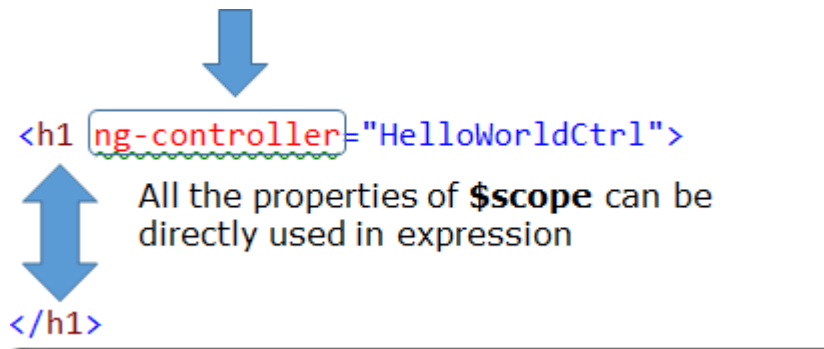 <h1 ng-controller="HelloWorldCtrl">
All the properties of $scope can be
directly used in expression
</h1>